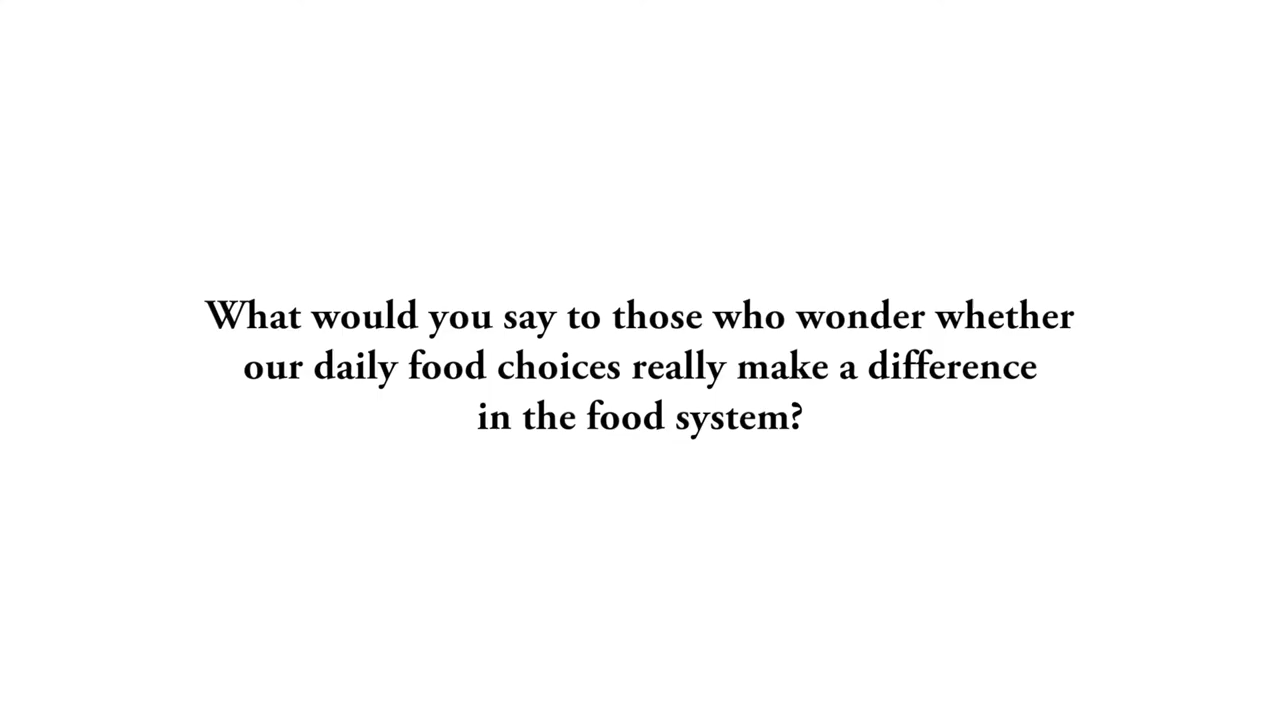 What would you say to those who wonder whether
our daily food choices really make a difference
in the food system?